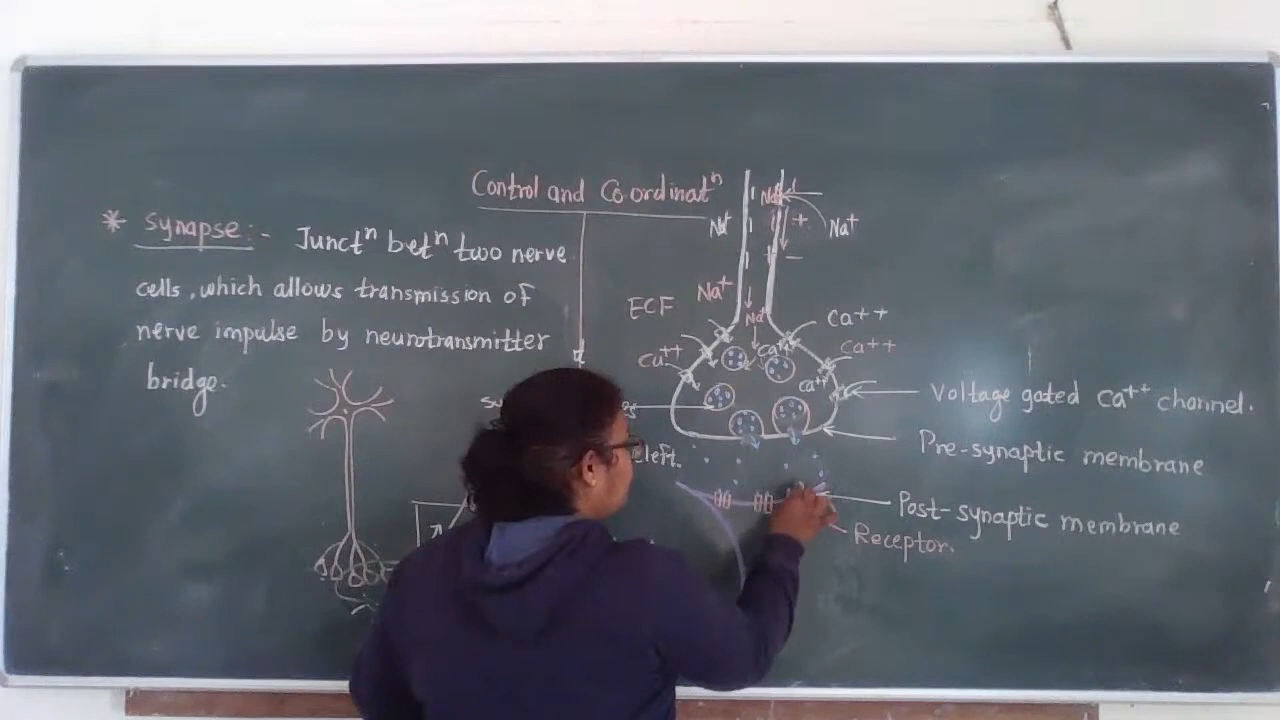 Control and Coordinatⁿ
* Synapse:- Junctⁿ betⁿ two nerve
cells, which allows transmission of
nerve impulse by neurotransmitter
bridge.
Na⁺
Na⁺
Na⁺
+
-
Na⁺
Na⁺
ECF
Ca++
Ca++
Ca++
Ca++
Ca++
Voltage gated Ca++ channel.
Pre-synaptic membrane
cleft.
Post-synaptic membrane
Receptor.